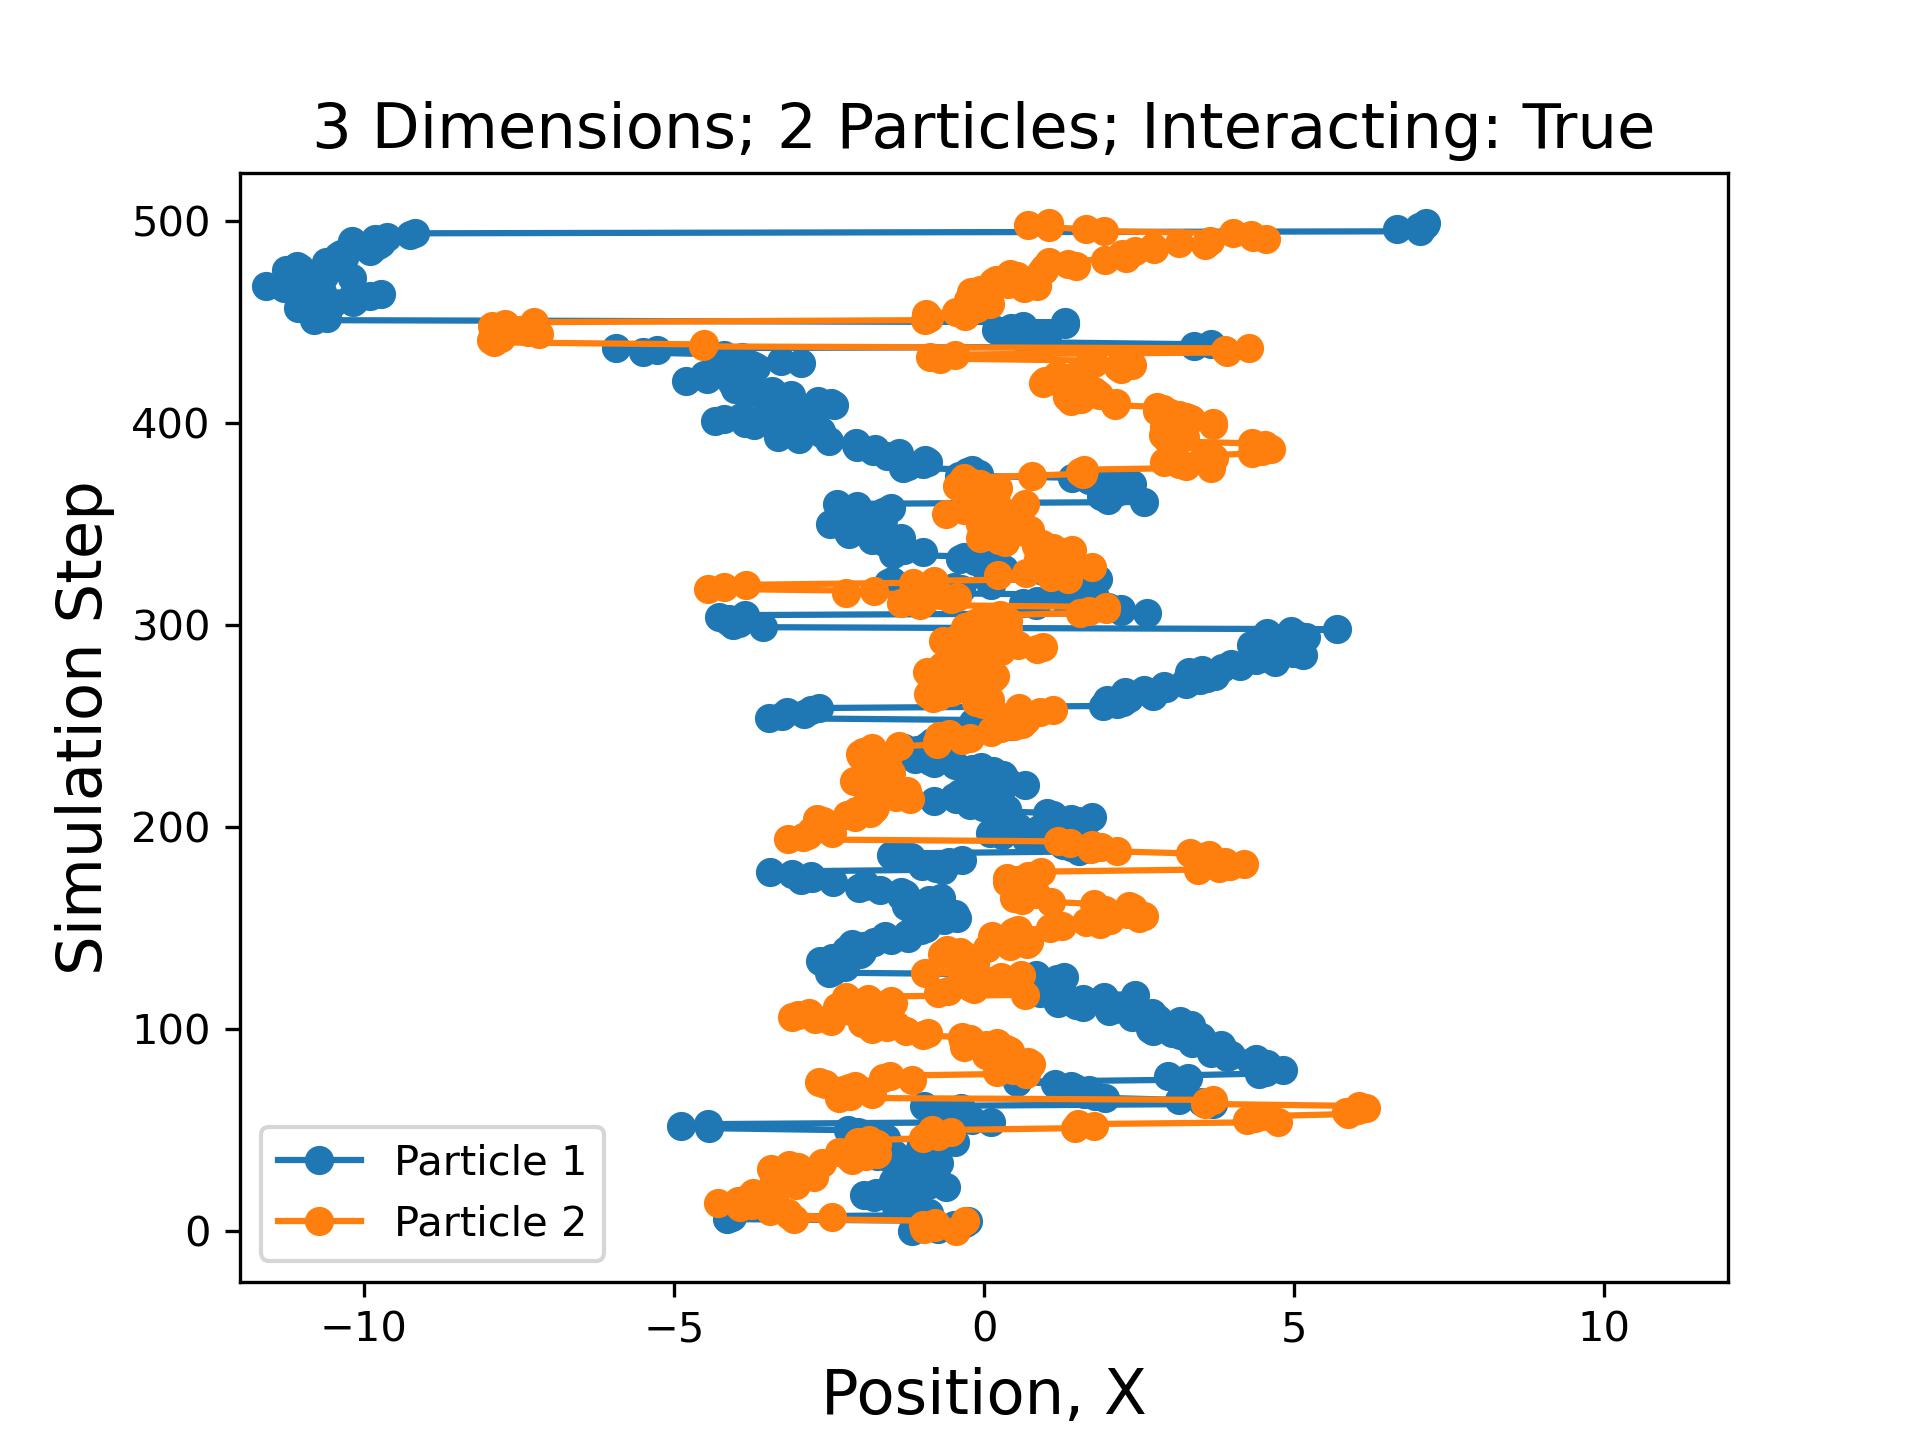 3 Dimensions; 2 Particles; Interacting: True
Simulation Step
500
400
300
200
100
0
Particle 1
Particle 2
−10
−5
0
5
10
Position, X